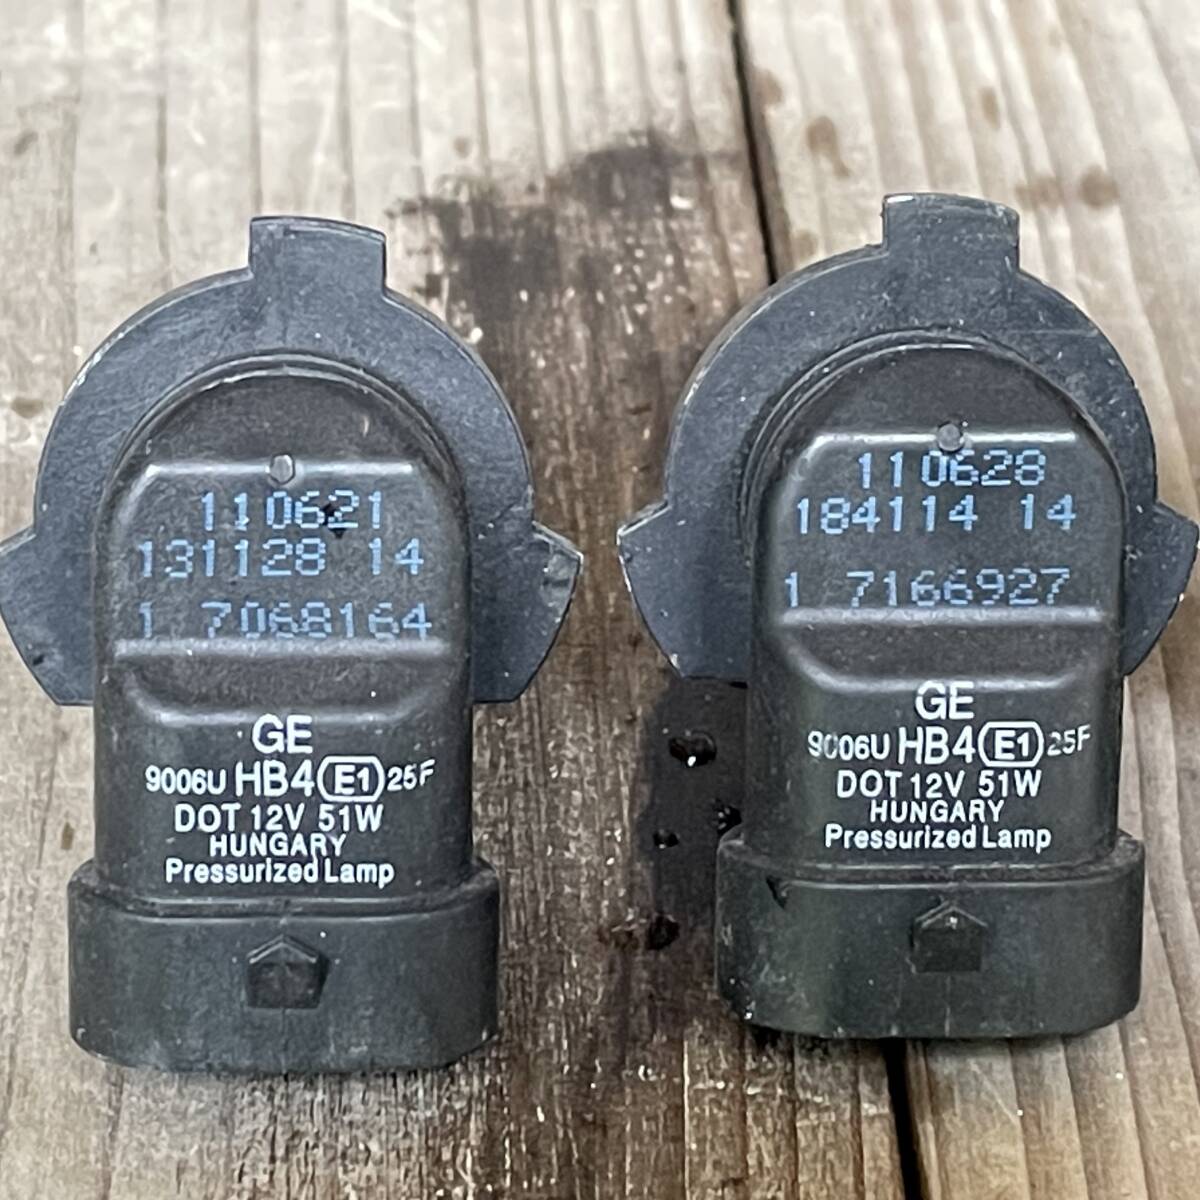 110621
131128 14
1 7068164
GE
9006U HB4 E1 25F
DOT 12V 51W
HUNGARY
Pressurized Lamp
110628
184114 14
1 7166927
GE
9006U HB4 E1 25F
DOT 12V 51W
HUNGARY
Pressurized Lamp